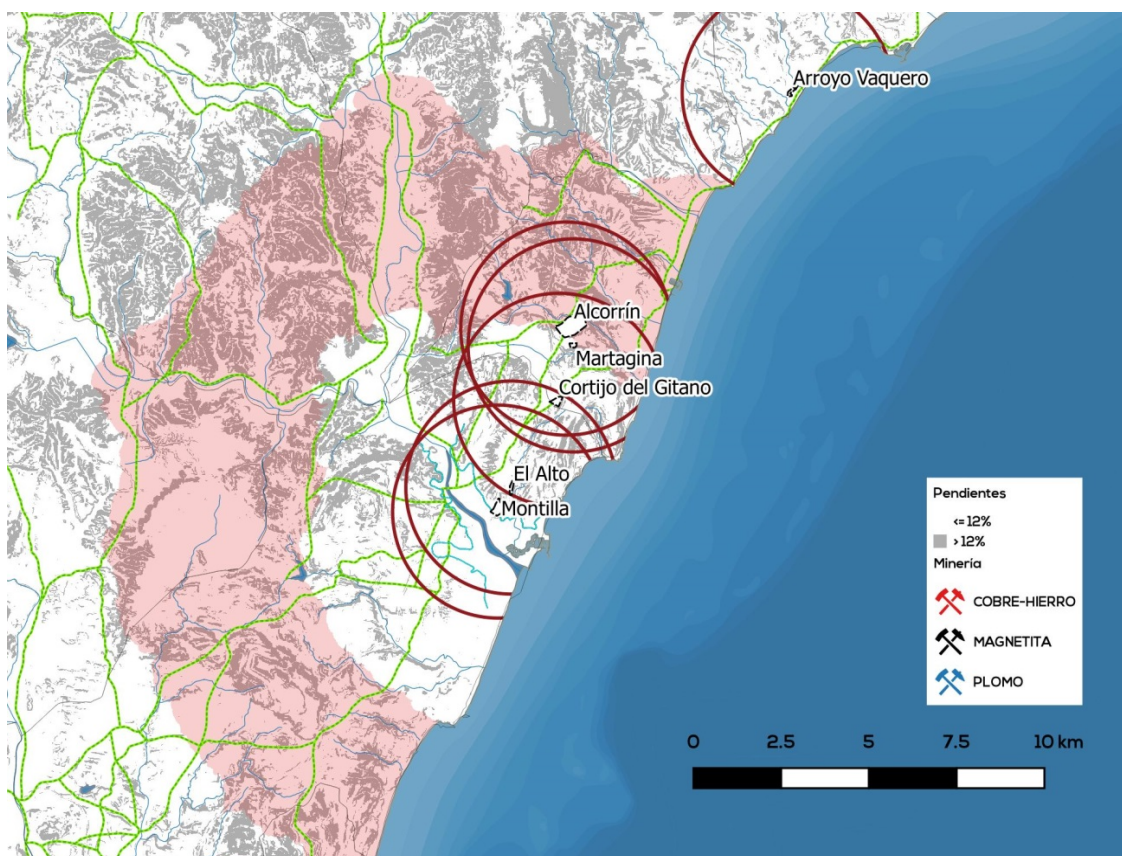 Arroyo Vaquero
Alcorrín
Martagina
Cortijo del Gitano
El Alto
Montilla
Pendientes
<= 12%
> 12%
Minería
COBRE-HIERRO
MAGNETITA
PLOMO
0 2.5 5 7.5 10 km